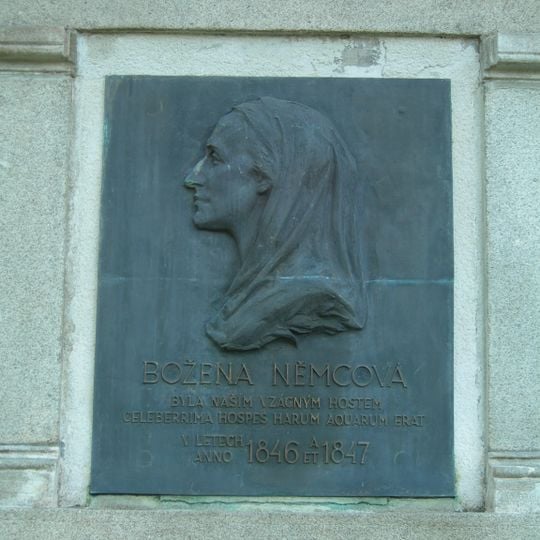 BOŽENA NĚMCOVÁ
BYLA NAŠÍM VZÁCNÝM HOSTEM
CELEBERRIMA HOSPES HARUM AQUARUM ERAT
V LETECH 1846 A 1847
ANNO ET